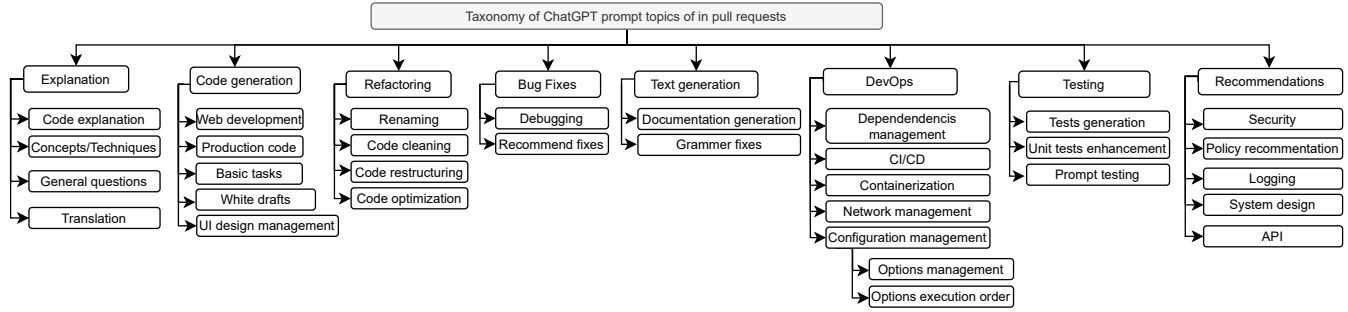 Taxonomy of ChatGPT prompt topics of in pull requests
Explanation
Code explanation
Concepts/Techniques
General questions
Translation
Code generation
Web development
Production code
Basic tasks
White drafts
UI design management
Refactoring
Renaming
Code cleaning
Code restructuring
Code optimization
Bug Fixes
Debugging
Recommend fixes
Text generation
Documentation generation
Grammer fixes
DevOps
Dependendencis
management
CI/CD
Containerization
Network management
Configuration management
Options management
Options execution order
Testing
Tests generation
Unit tests enhancement
Prompt testing
Recommendations
Security
Policy recommentation
Logging
System design
API